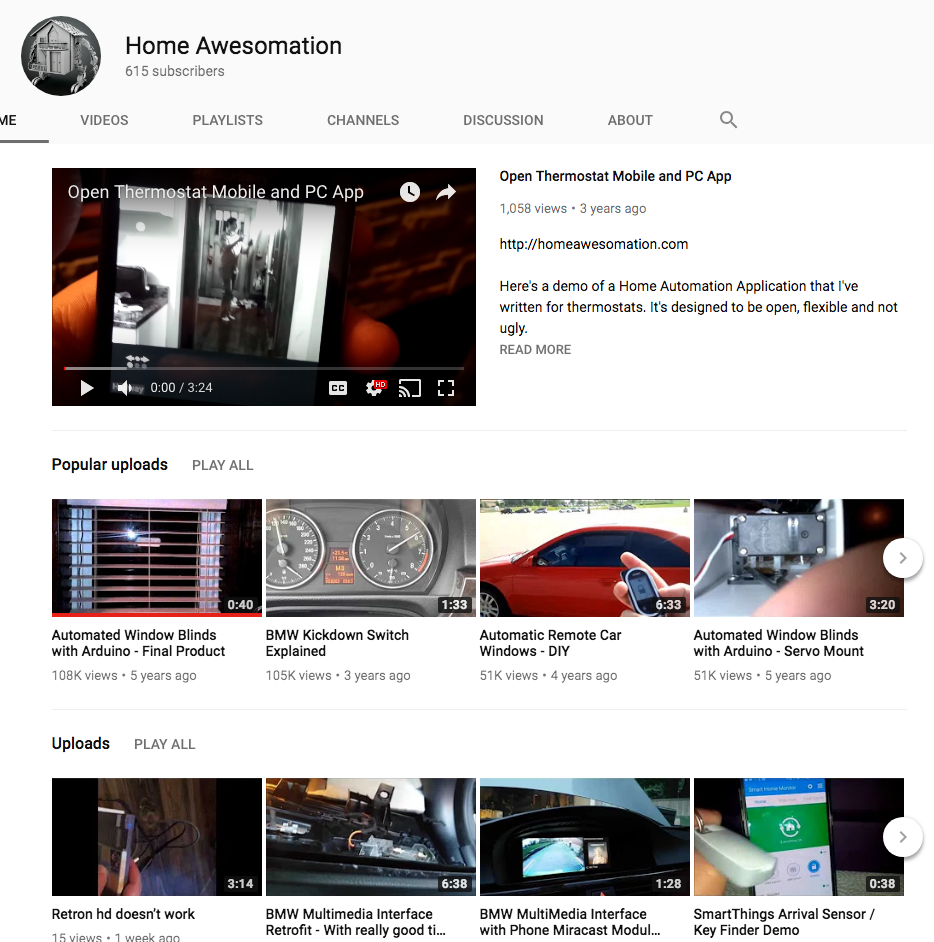 Home Awesomation
615 subscribers
ME
VIDEOS
PLAYLISTS
CHANNELS
DISCUSSION
ABOUT
Open Thermostat Mobile and PC App
0:00 / 3:24
CC
HD
Open Thermostat Mobile and PC App
1,058 views • 3 years ago
http://homeawesomation.com
Here's a demo of a Home Automation Application that I've
written for thermostats. It's designed to be open, flexible and not
ugly.
READ MORE
Popular uploads
PLAY ALL
0:40
Automated Window Blinds
with Arduino - Final Product
108K views • 5 years ago
1:33
BMW Kickdown Switch
Explained
105K views • 3 years ago
6:33
Automatic Remote Car
Windows - DIY
51K views • 4 years ago
3:20
Automated Window Blinds
with Arduino - Servo Mount
51K views • 5 years ago
Uploads
PLAY ALL
3:14
Retron hd doesn't work
15 views • 1 week ago
6:38
BMW Multimedia Interface
Retrofit - With really good ti...
1:28
BMW MultiMedia Interface
with Phone Miracast Modul...
Smart Home Monitor
0:38
SmartThings Arrival Sensor /
Key Finder Demo